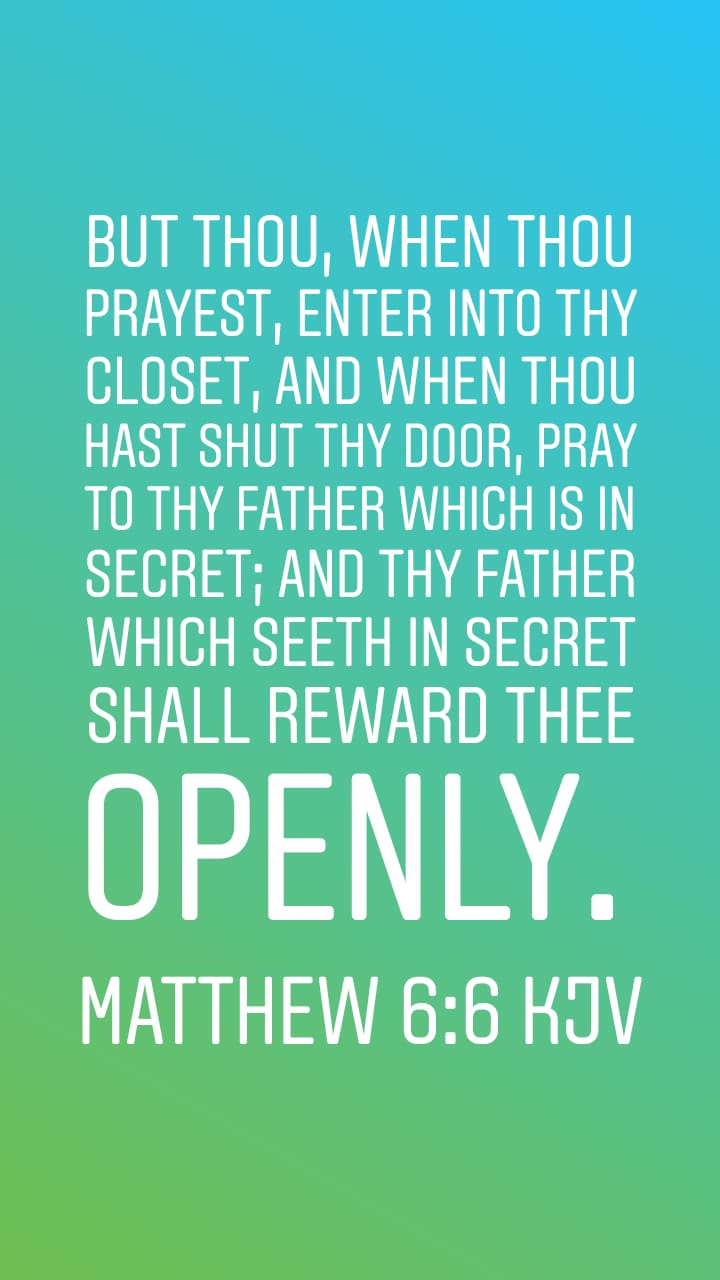 BUT THOU, WHEN THOU
PRAYEST, ENTER INTO THY
CLOSET, AND WHEN THOU
HAST SHUT THY DOOR, PRAY
TO THY FATHER WHICH IS IN
SECRET; AND THY FATHER
WHICH SEETH IN SECRET
SHALL REWARD THEE
OPENLY.
MATTHEW 6:6 KJV